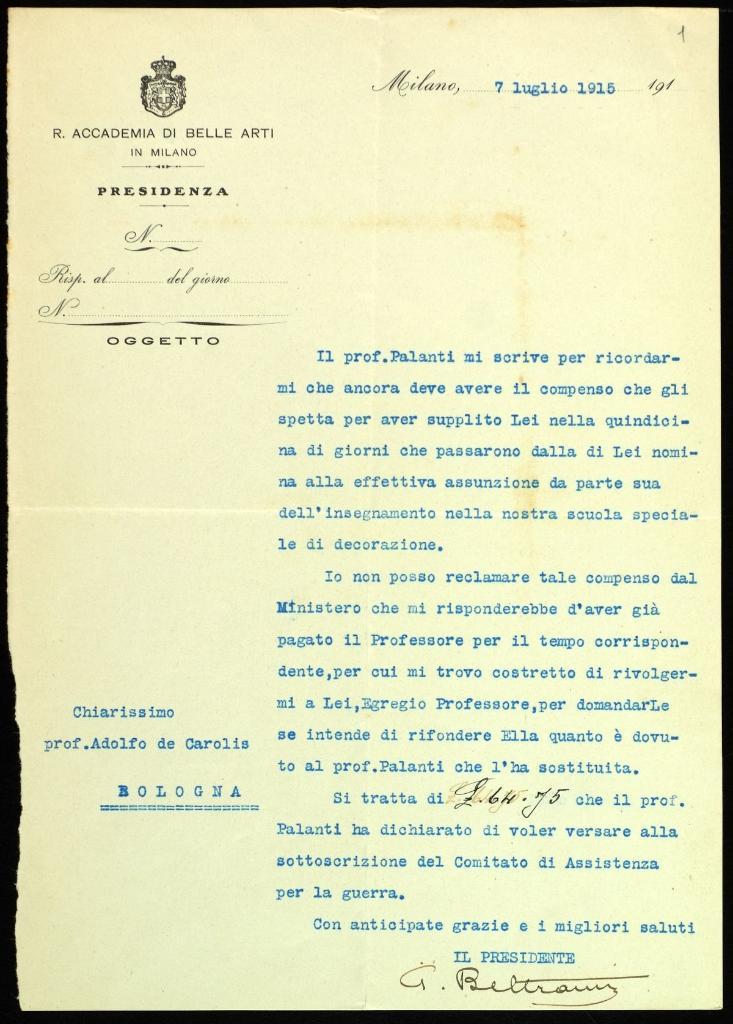 1
Milano, 7 luglio 1915 191
R. ACCADEMIA DI BELLE ARTI
IN MILANO
PRESIDENZA
N.
Risp. al del giorno
N.
OGGETTO
Il prof.Palanti mi scrive per ricordar-
mi che ancora deve avere il compenso che gli
spetta per aver supplito Lei nella quindici-
na di giorni che passarono dalla di Lei nomi-
na alla effettiva assunzione da parte sua
dell'insegnamento nella nostra scuola specia-
le di decorazione.
Io non posso reclamare tale compenso dal
Ministero che mi risponderebbe d'aver già
pagato il Professore per il tempo corrispon-
dente,per cui mi trovo costretto di rivolger-
mi a Lei,Egregio Professore,per domandarLe
se intende di rifondere Ella quanto è dovu-
to al prof.Palanti che l'ha sostituita.
Si tratta di £.64.75 che il prof.
Palanti ha dichiarato di voler versare alla
sottoscrizione del Comitato di Assistenza
per la guerra.
Con anticipate grazie e i migliori saluti
IL PRESIDENTE
G. Beltrami
Chiarissimo
prof.Adolfo de Carolis
BOLOGNA